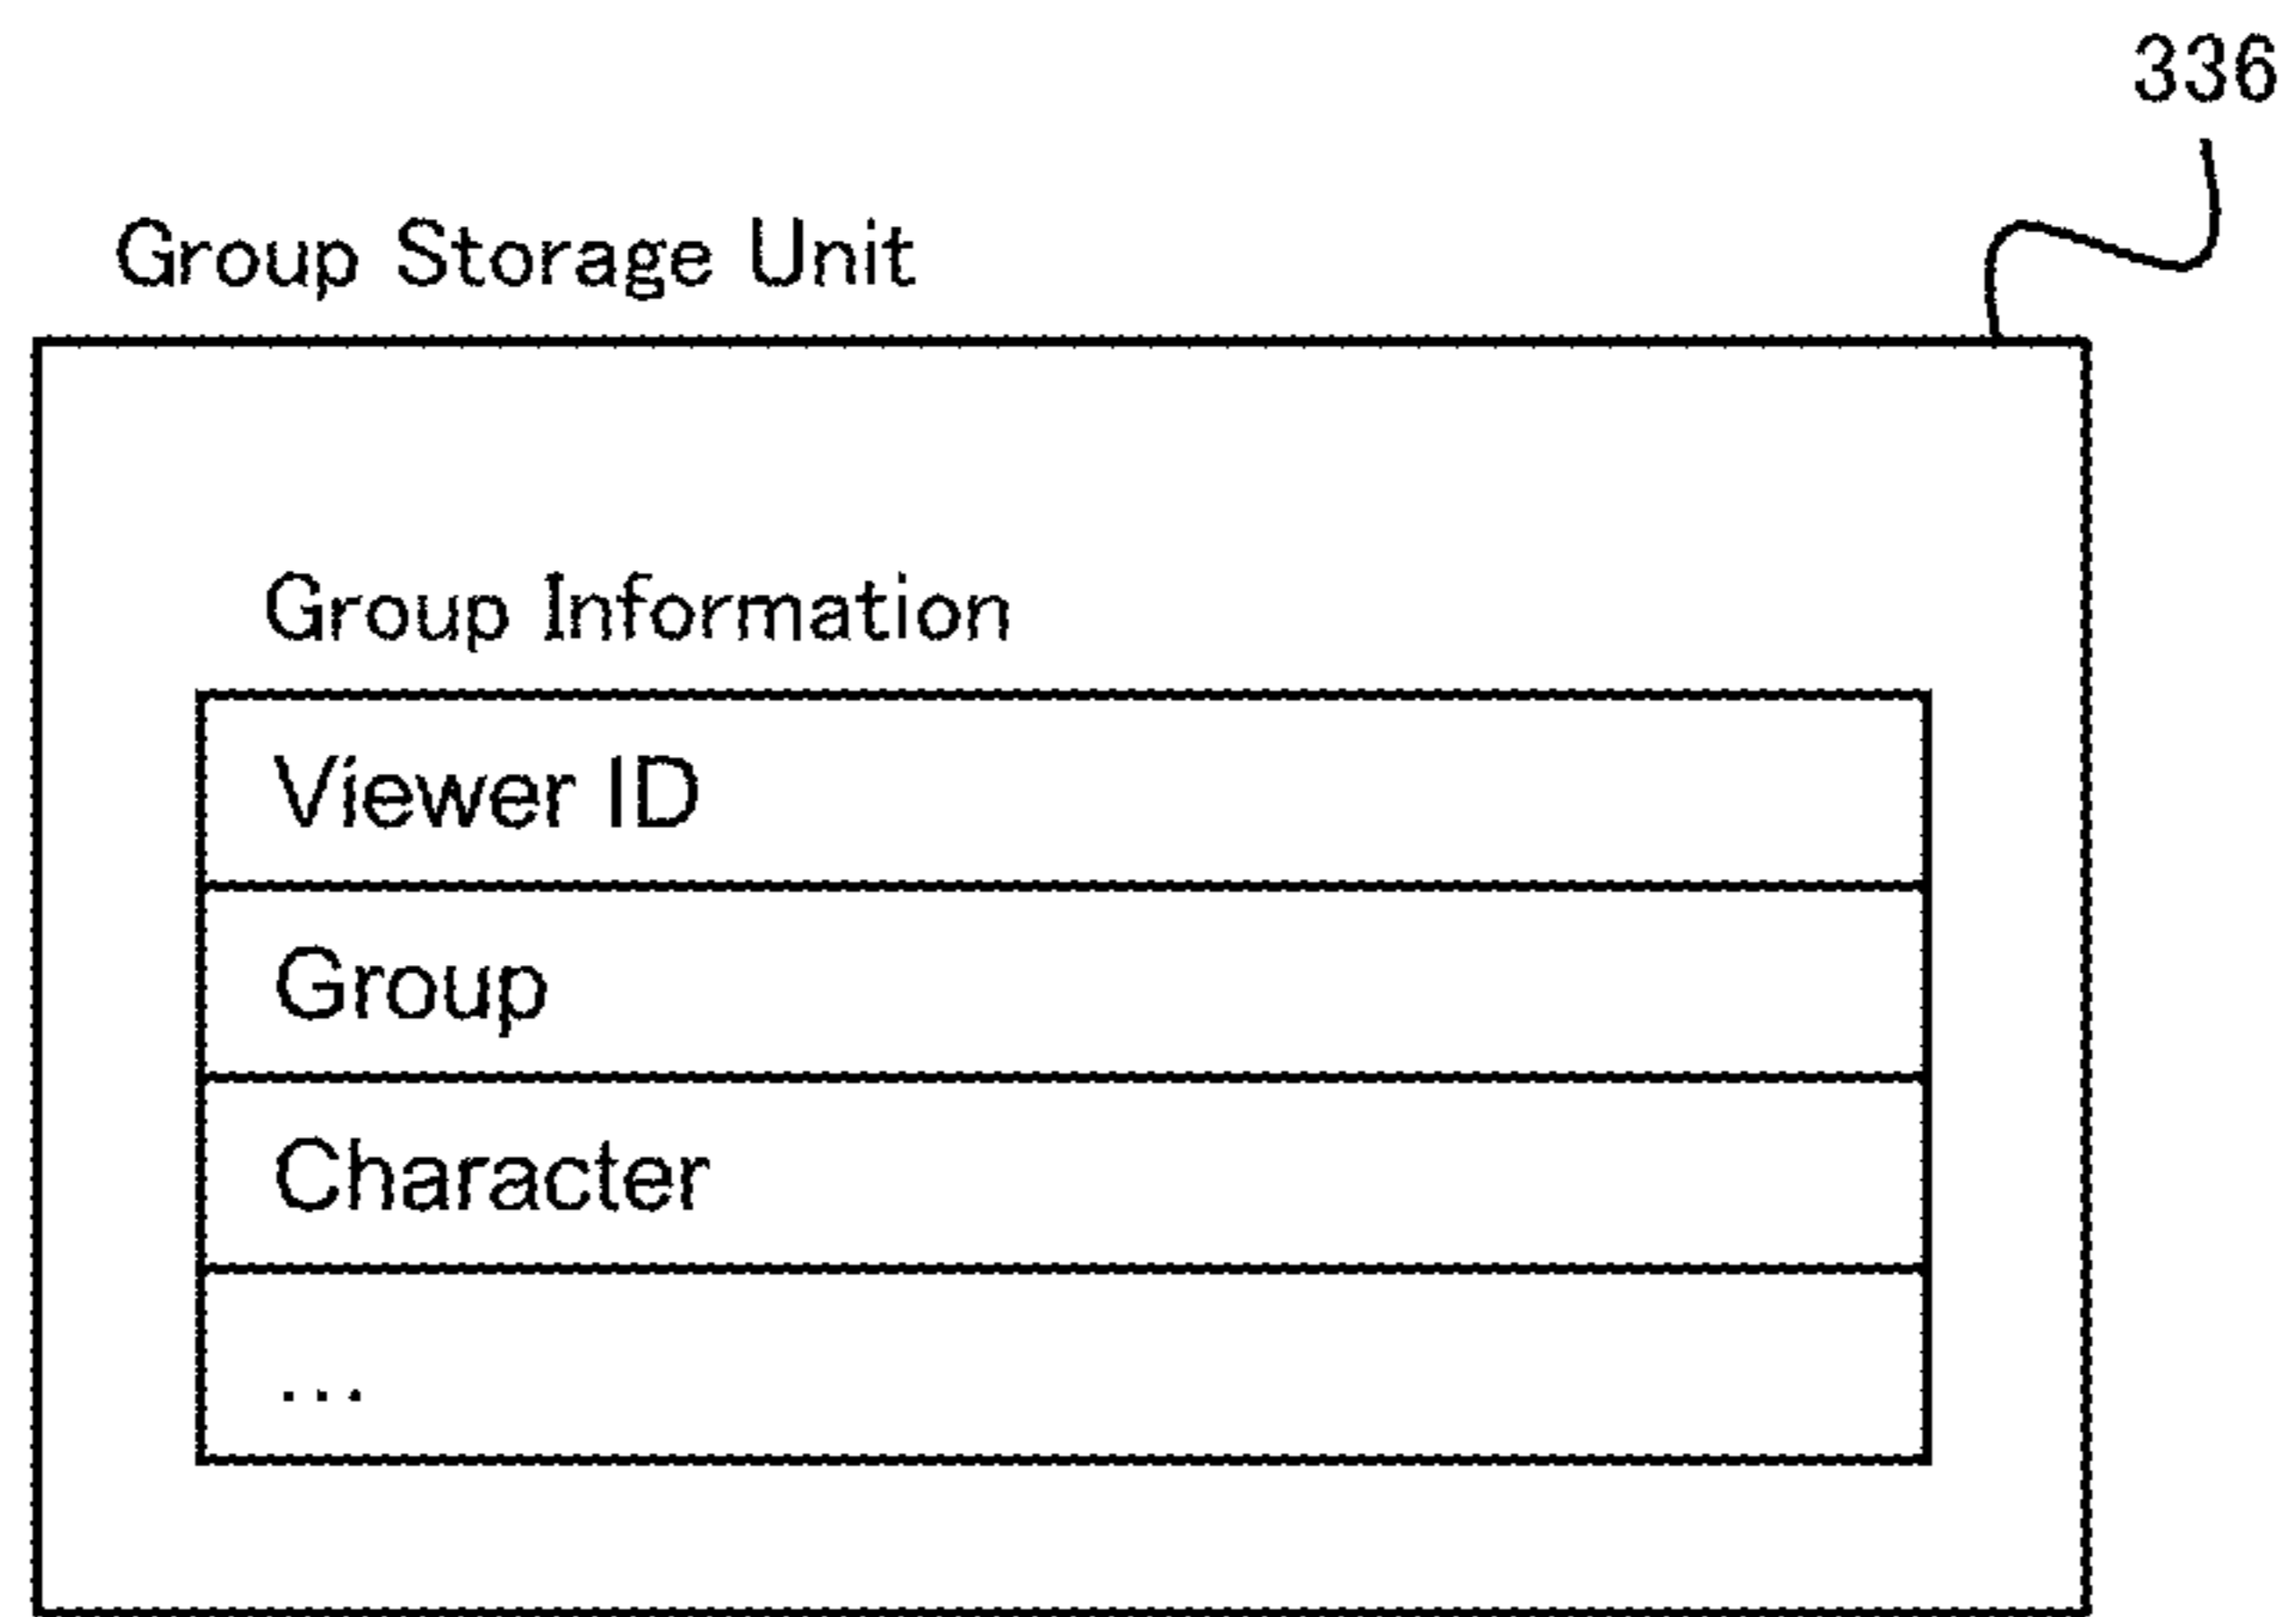 336
Group Storage Unit
Group Information
Viewer ID
Group
Character
...